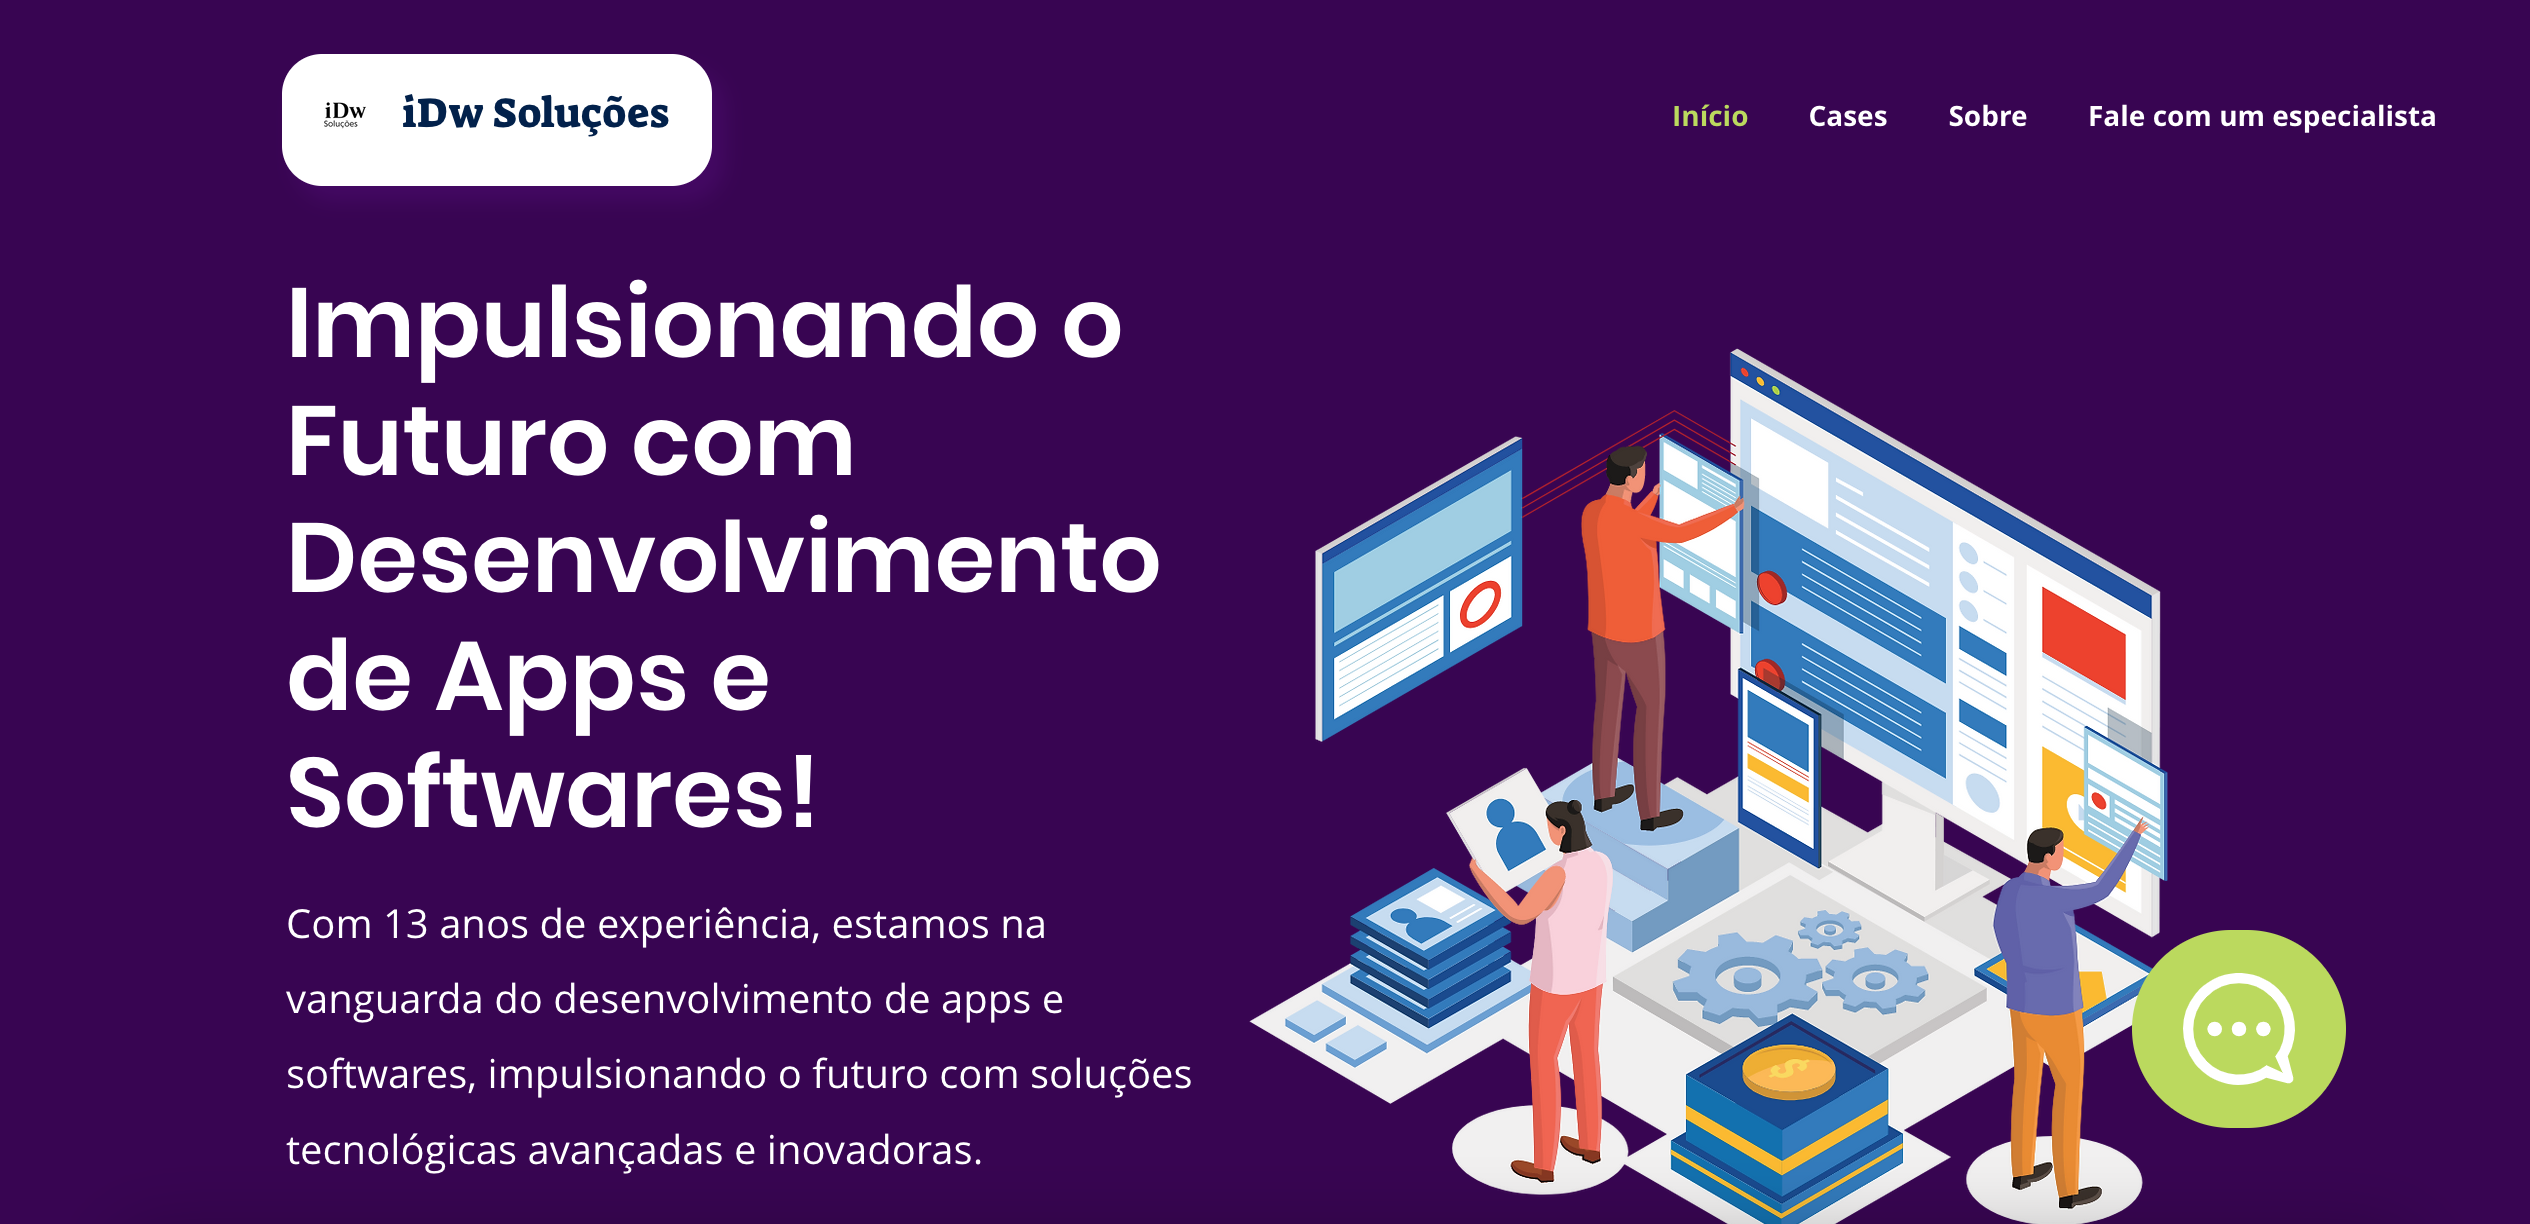 iDw
Soluções
iDw Soluções
Início
Cases
Sobre
Fale com um especialista
Impulsionando o
Futuro com
Desenvolvimento
de Apps e
Softwares!
Com 13 anos de experiência, estamos na
vanguarda do desenvolvimento de apps e
softwares, impulsionando o futuro com soluções
tecnológicas avançadas e inovadoras.
$